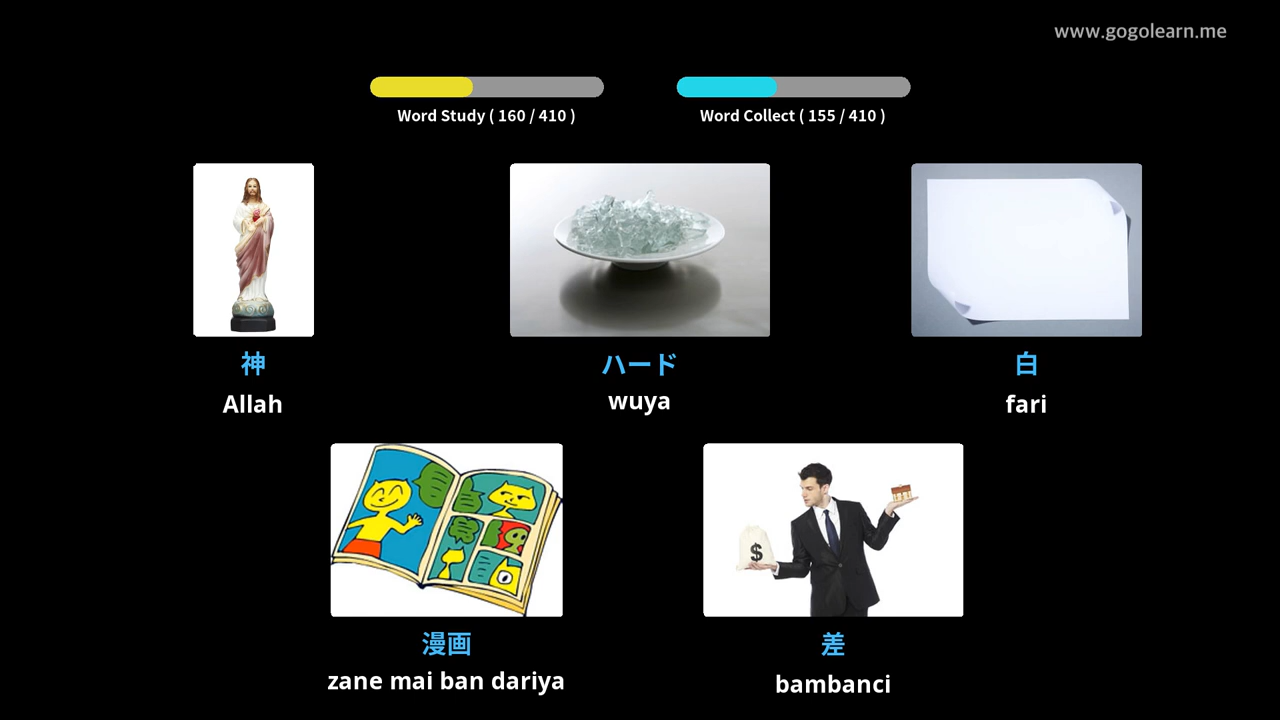 www.gogolearn.me
Word Study ( 160 / 410 )
Word Collect ( 155 / 410 )
神
Allah
ハード
wuya
白
fari
$
漫画
zane mai ban dariya
差
bambanci